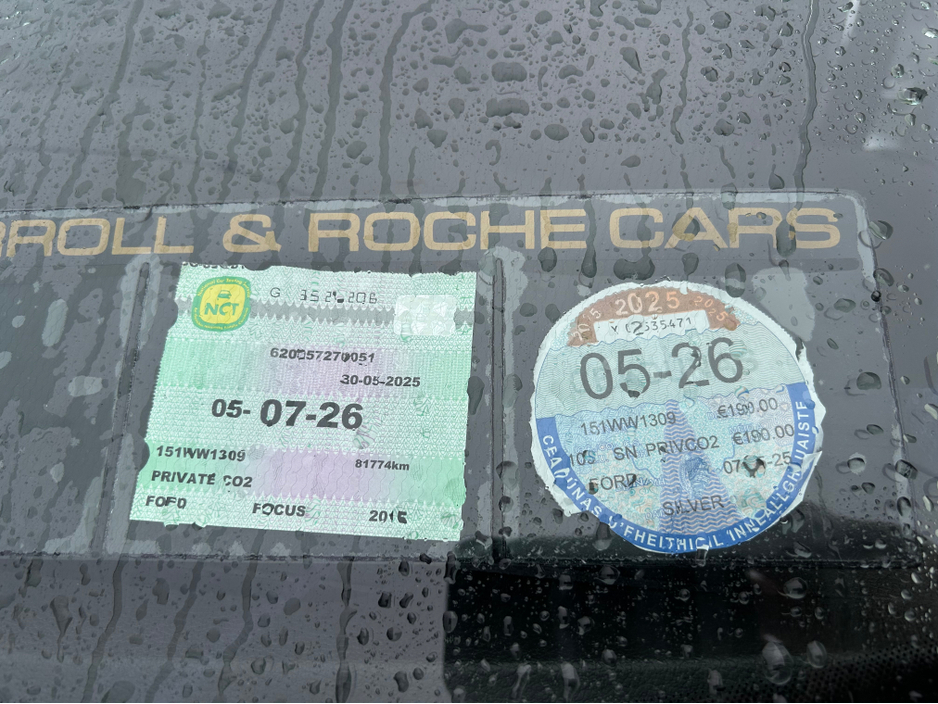 RROLL & ROCHE CARS
NCT
G
620057270051
30-05-2025
05- 07-26
151WW1309
81774km
PRIVATE CO2
FORD FOCUS
2025
05-26
151WW1309 €190.00
SN PRIVCO2 €190.00
FORD
SILVER